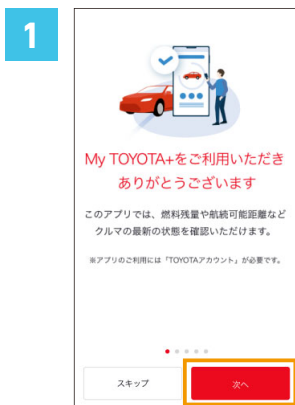 1
My TOYOTA+をご利用いただき
ありがとうございます
このアプリでは、燃料残量や航続可能距離など
クルマの最新の状態を確認いただけます。
※アプリのご利用には「TOYOTAアカウント」が必要です。
スキップ
次へ